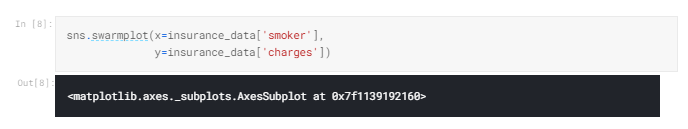 In [8]:
sns.swarmplot(x=insurance_data['smoker'],
y=insurance_data['charges'])
Out[8]:
<matplotlib.axes._subplots.AxesSubplot at 0x7f1139192160>